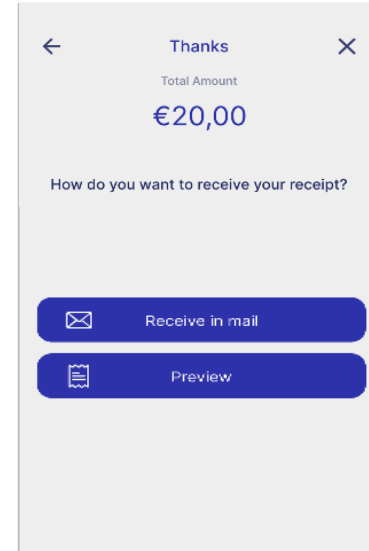 Thanks
Total Amount
€20,00
How do you want to receive your receipt?
Receive in mail
Preview